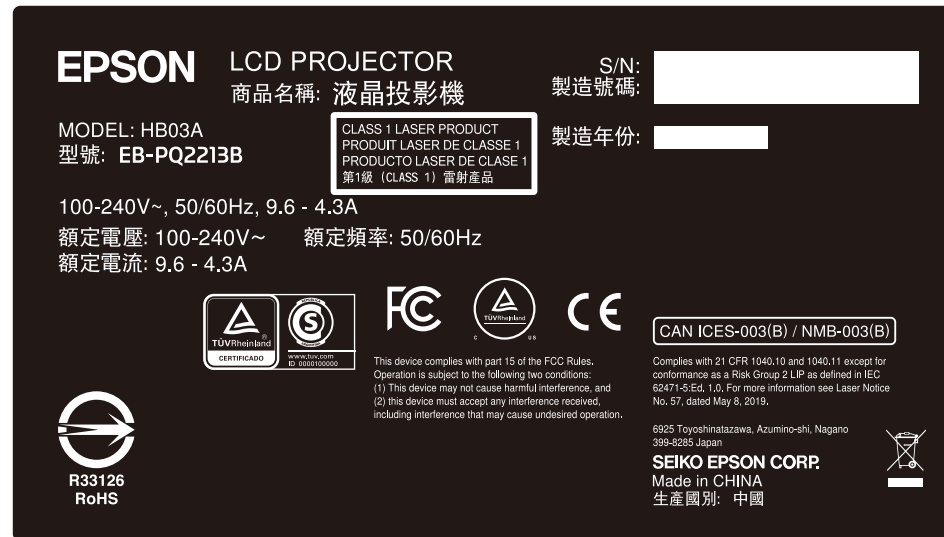 EPSON
LCD PROJECTOR
商品名稱: 液晶投影機
S/N:
製造號碼:
MODEL: HB03A
型號: EB-PQ2213B
CLASS 1 LASER PRODUCT
PRODUIT LASER DE CLASSE 1
PRODUCTO LASER DE CLASE 1
第1級 (CLASS 1) 雷射產品
製造年份:
100-240V~, 50/60Hz, 9.6 - 4.3A
額定電壓: 100-240V~ 額定頻率: 50/60Hz
額定電流: 9.6 - 4.3A
TÜVRheinland
®
CERTIFICADO
S
www.tuv.com
ID 0000100000
FC
TÜVRheinland
C US
CE
CAN ICES-003(B) / NMB-003(B)
This device complies with part 15 of the FCC Rules.
Operation is subject to the following two conditions:
(1) This device may not cause harmful interference, and
(2) this device must accept any interference received,
including interference that may cause undesired operation.
Complies with 21 CFR 1040.10 and 1040.11 except for
conformance as a Risk Group 2 LIP as defined in IEC
62471-5:Ed. 1.0. For more information see Laser Notice
No. 57, dated May 8, 2019.
6925 Toyoshinatazawa, Azumino-shi, Nagano
399-8285 Japan
SEIKO EPSON CORP.
Made in CHINA
生產國別: 中國
R33126
RoHS